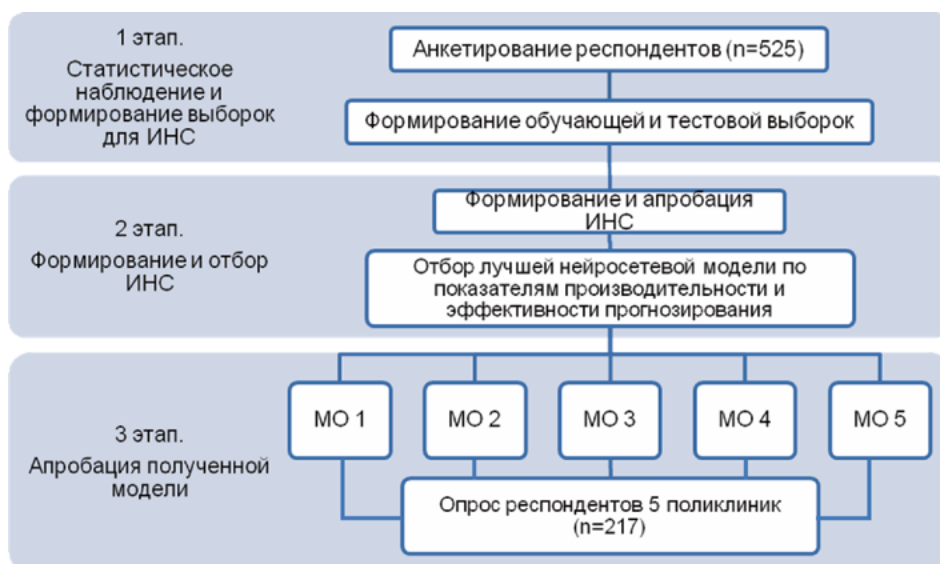 1 этап.
Статистическое
наблюдение и
формирование выборок
для ИНС
Анкетирование респондентов (n=525)
Формирование обучающей и тестовой выборок
2 этап.
Формирование и отбор
ИНС
Формирование и апробация
ИНС
Отбор лучшей нейросетевой модели по
показателям производительности и
эффективности прогнозирования
3 этап.
Апробация полученной
модели
МО 1
МО 2
МО 3
МО 4
МО 5
Опрос респондентов 5 поликлиник
(n=217)